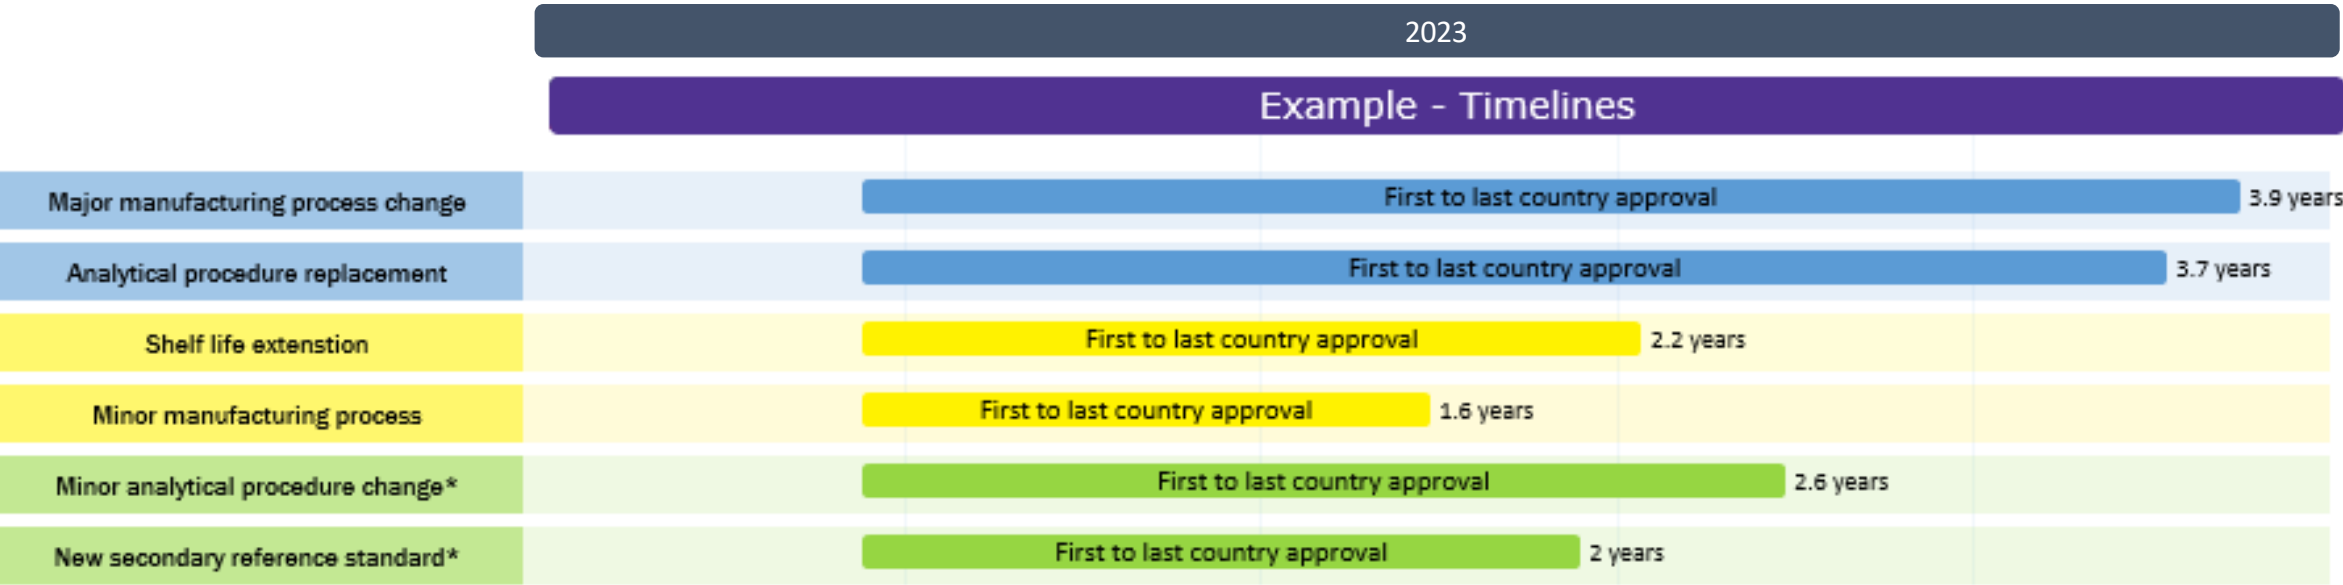 2023
Example - Timelines
Major manufacturing process change
First to last country approval
3.9 years
Analytical procedure replacement
First to last country approval
3.7 years
Shelf life extenstion
First to last country approval
2.2 years
Minor manufacturing process
First to last country approval
1.6 years
Minor analytical procedure change*
First to last country approval
2.6 years
New secondary reference standard*
First to last country approval
2 years